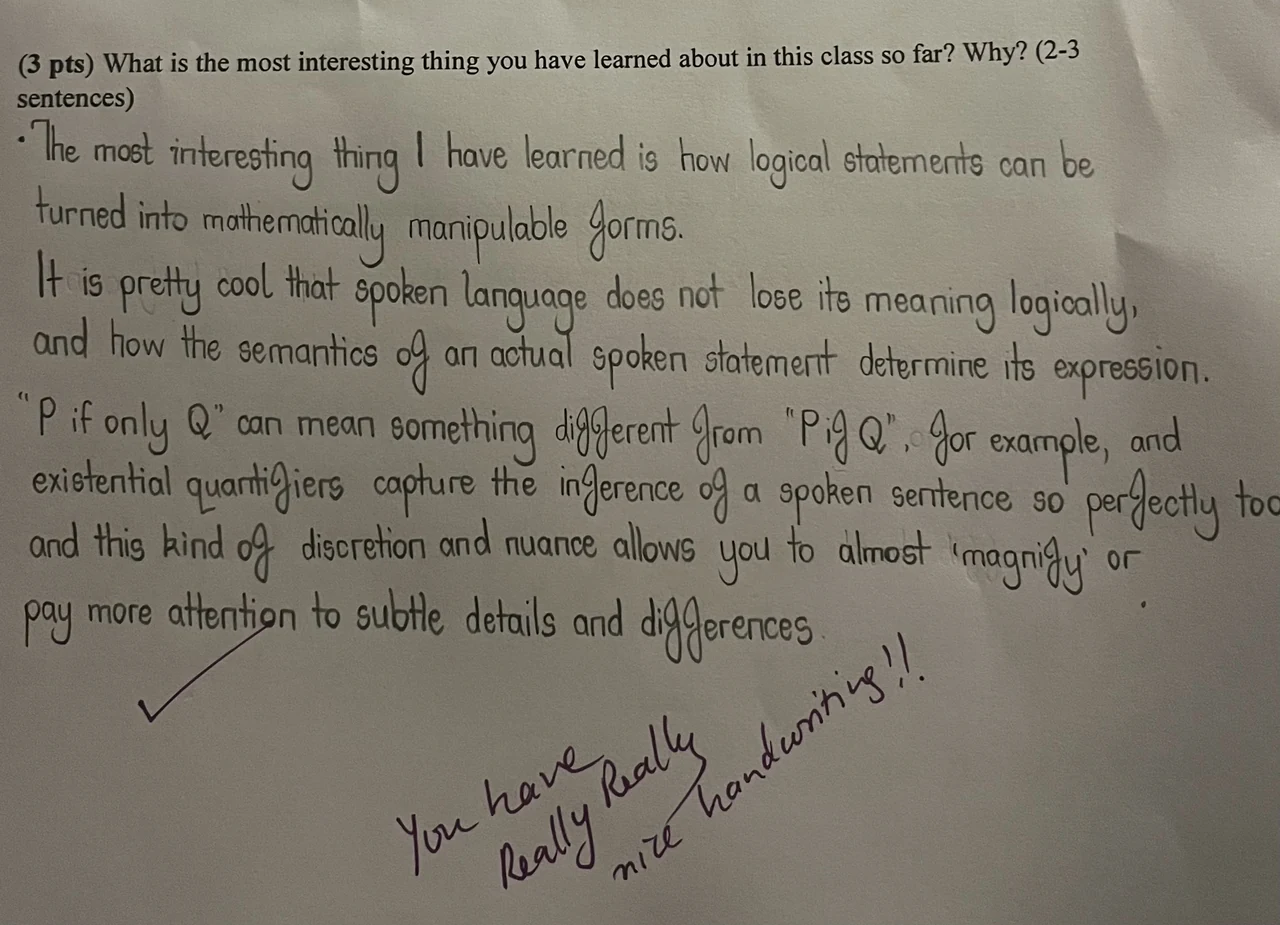 (3 pts) What is the most interesting thing you have learned about in this class so far? Why? (2-3
sentences)
· The most interesting thing I have learned is how logical statements can be
turned into mathematically manipulable forms.
It is pretty cool that spoken language does not lose its meaning logically,
and how the semantics of an actual spoken statement determine its expression.
"P if only Q" can mean something different from "P if Q", for example, and
existential quantifiers capture the inference of a spoken sentence so perfectly too
and this kind of discretion and nuance allows you to almost 'magnify' or
pay more attention to subtle details and differences.
You have
Really Really
nice handwriting!!